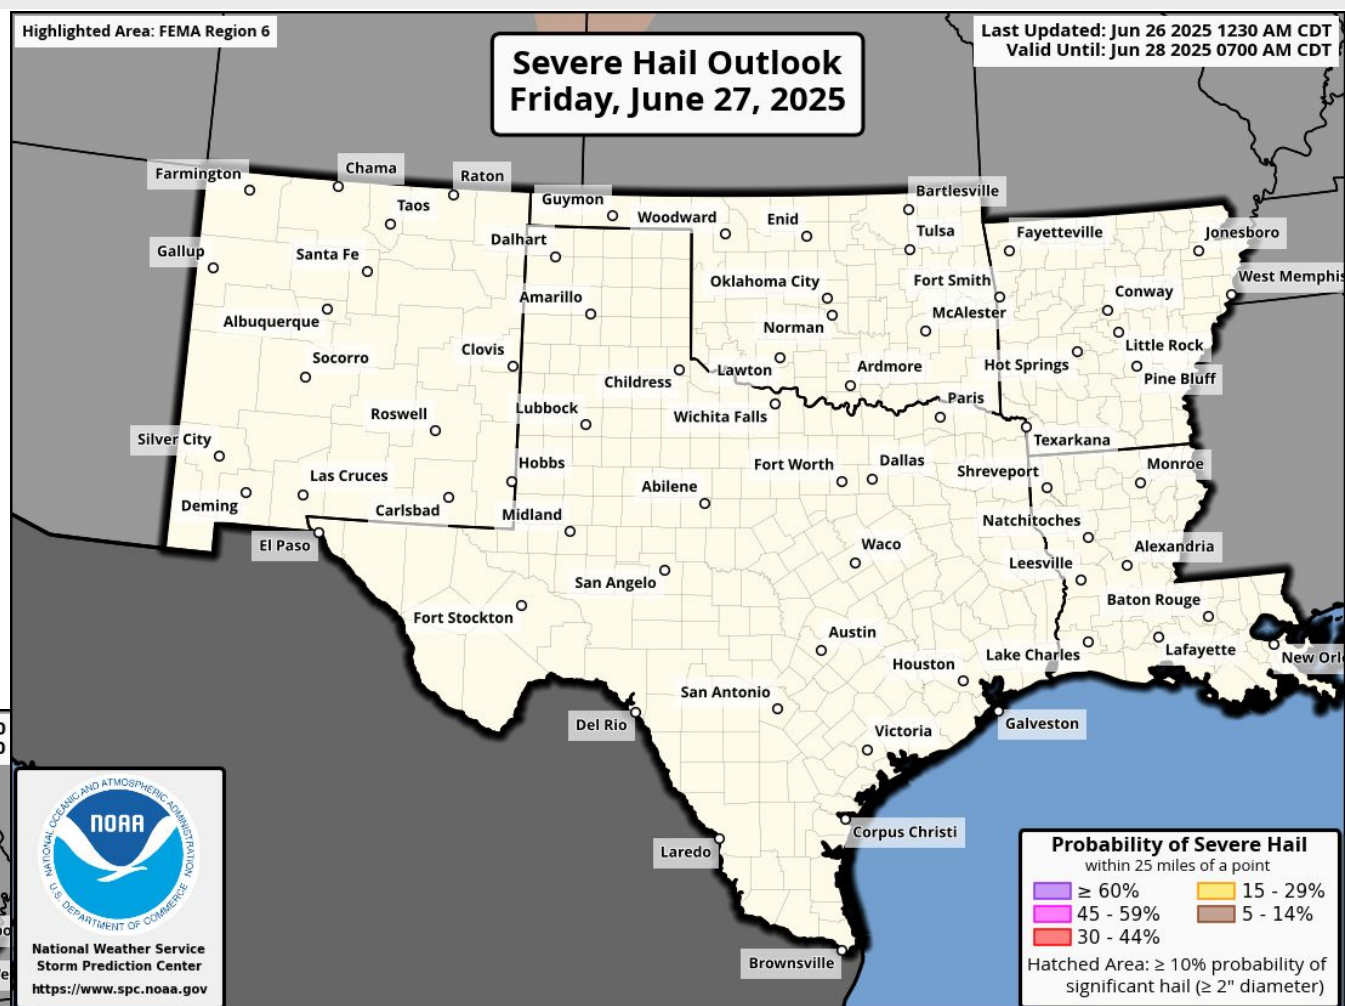 Highlighted Area: FEMA Region 6
Last Updated: Jun 26 2025 1230 AM CDT
Valid Until: Jun 28 2025 0700 AM CDT
Severe Hail Outlook
Friday, June 27, 2025
Farmington
Chama
Raton
Taos
Guymon
Woodward
Enid
Bartlesville
Tulsa
Fayetteville
Jonesboro
Gallup
Santa Fe
Dalhart
Oklahoma City
Fort Smith
West Memphis
Albuquerque
Amarillo
Norman
McAlester
Conway
Little Rock
Socorro
Clovis
Childress
Lawton
Ardmore
Hot Springs
Pine Bluff
Roswell
Lubbock
Wichita Falls
Paris
Silver City
Texarkana
Las Cruces
Hobbs
Abilene
Fort Worth
Dallas
Shreveport
Monroe
Deming
Carlsbad
Midland
Natchitoches
El Paso
San Angelo
Waco
Leesville
Alexandria
Fort Stockton
Austin
Baton Rouge
Houston
Lake Charles
Lafayette
New Orl
San Antonio
Del Rio
Victoria
Galveston
Laredo
Corpus Christi
Brownsville
NATIONAL OCEANIC AND ATMOSPHERIC ADMINISTRATION
NOAA
U.S. DEPARTMENT OF COMMERCE
National Weather Service
Storm Prediction Center
https://www.spc.noaa.gov
Probability of Severe Hail
within 25 miles of a point
≥ 60%
15 - 29%
45 - 59%
5 - 14%
30 - 44%
Hatched Area: ≥ 10% probability of
significant hail (≥ 2" diameter)